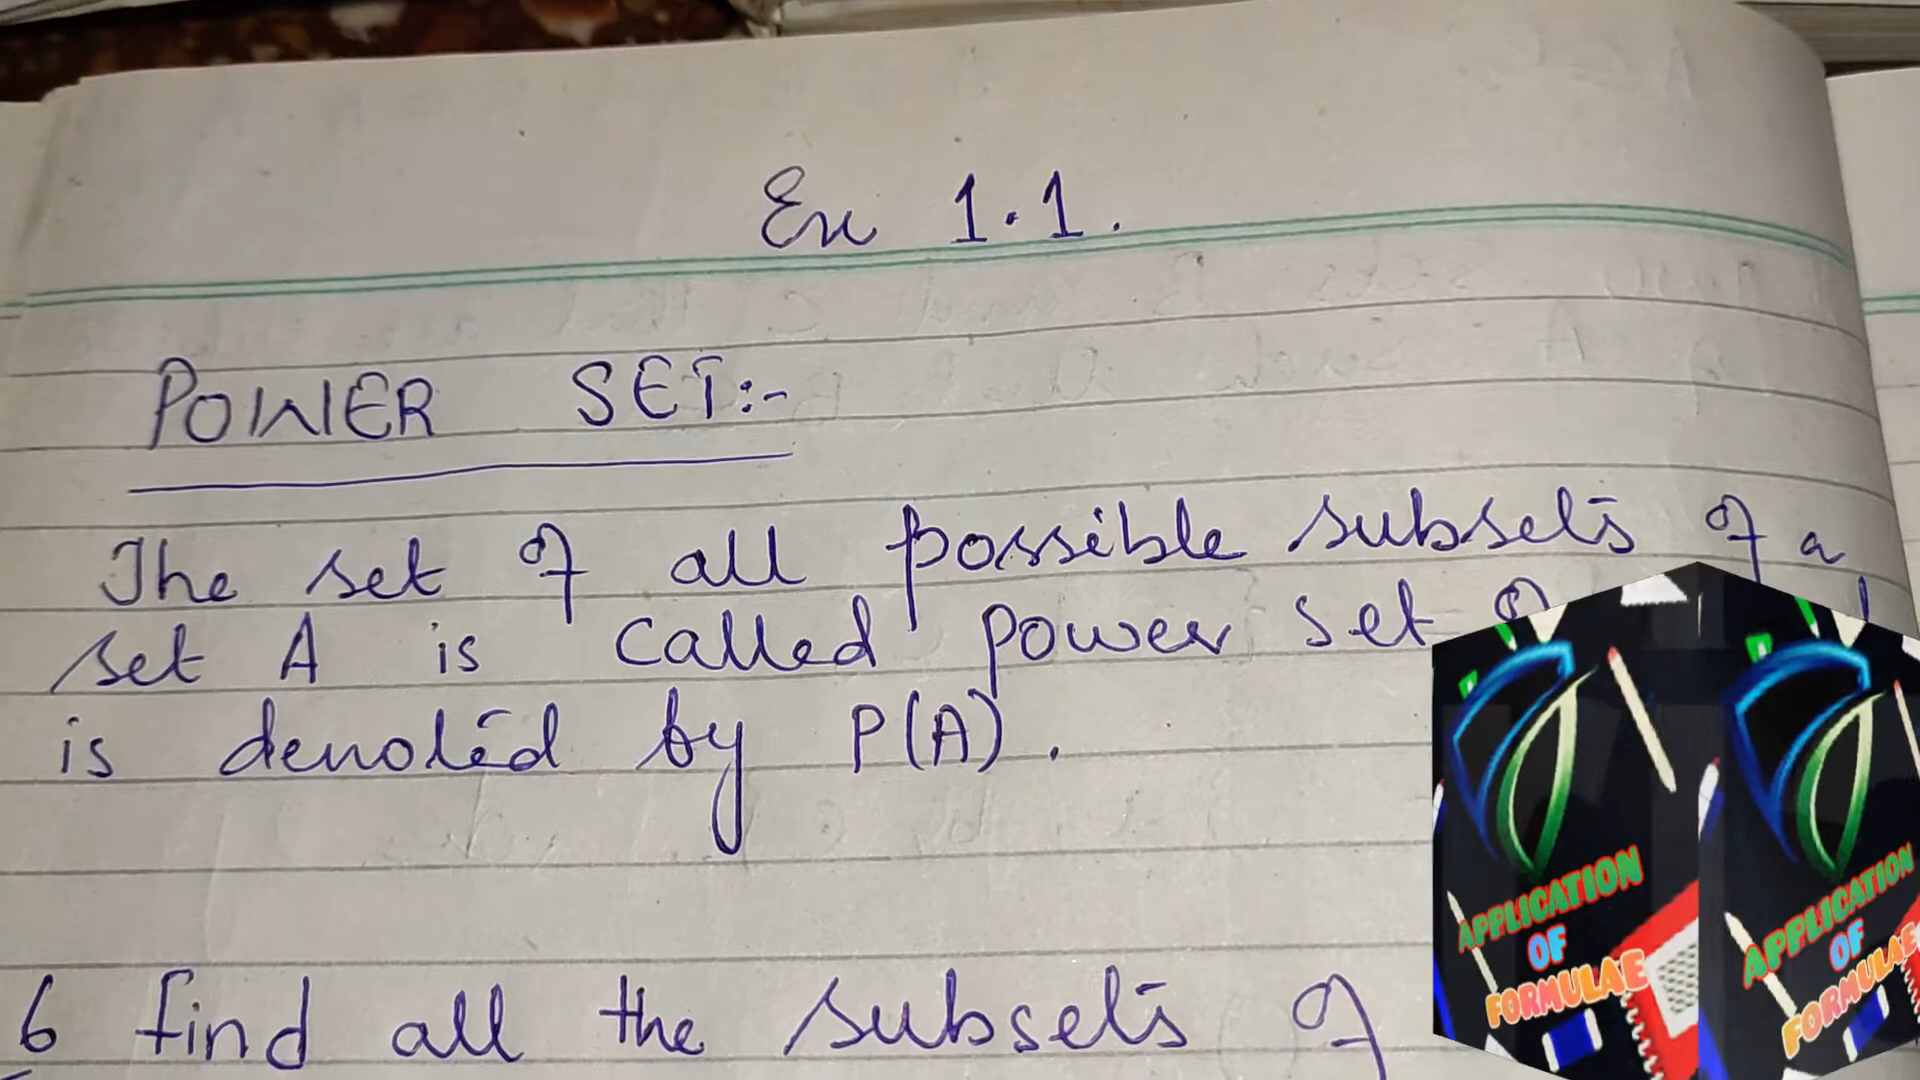 Ex 1.1.
POWER SET:-
The set of all possible subsets of a
set A is called power set
is denoted by P(A).
6 find all the subsets of
APPLICATION
OF
FORMULAE
APPLICATION
OF
FORMULAE